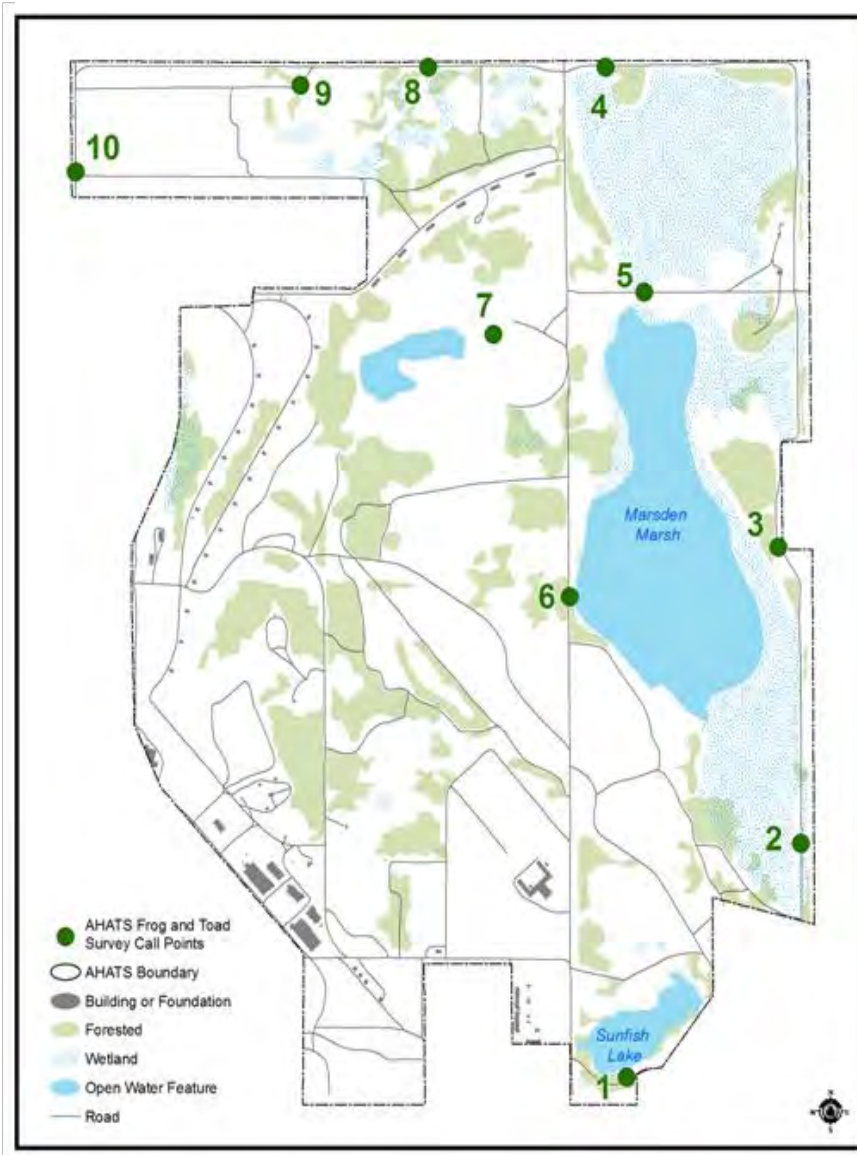 8
4
9
10
5
7
Marsden
Marsh
3
6
2
AHATS Frog and Toad
Survey Call Points
AHATS Boundary
Building or Foundation
Forested
Wetland
Open Water Feature
Road
Sunfish
Lake
1
N
W
E
S